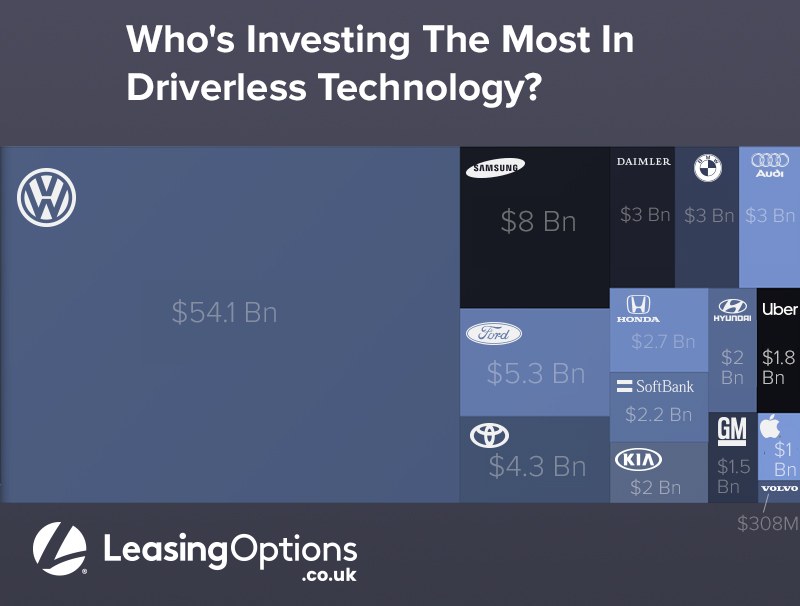 Who's Investing The Most In
Driverless Technology?
$54.1 Bn
SAMSUNG
$8 Bn
Ford
$5.3 Bn
$4.3 Bn
DAIMLER
$3 Bn
BMW
$3 Bn
Audi
$3 Bn
HONDA
$2.7 Bn
SoftBank
$2.2 Bn
KIA
$2 Bn
HYUNDAI
$2
Bn
Uber
$1.8
Bn
GM
$1.5
Bn
$1
Bn
VOLVO
$308M
LeasingOptions
.co.uk